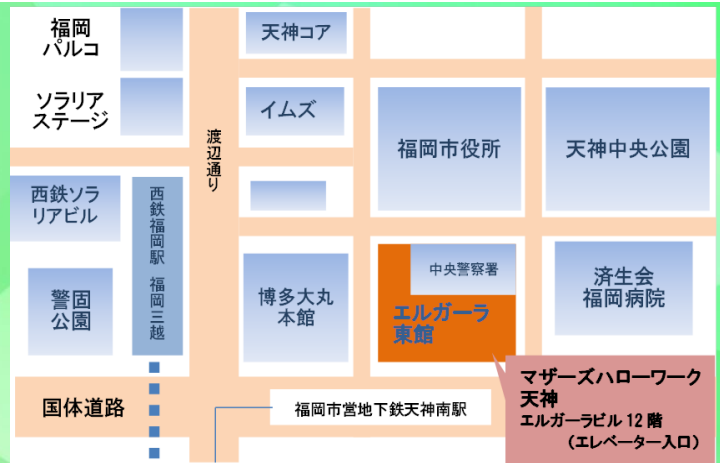 福岡
パルコ
天神コア
ソラリア
ステージ
イムズ
渡辺通り
福岡市役所
天神中央公園
西鉄ソラ
リアビル
西鉄福岡駅 福岡三越
警固
公園
博多大丸
本館
中央警察署
エルガーラ
東館
済生会
福岡病院
国体道路
福岡市営地下鉄天神南駅
マザーズハローワーク
天神
エルガーラビル 12 階
（エレベーター入口）